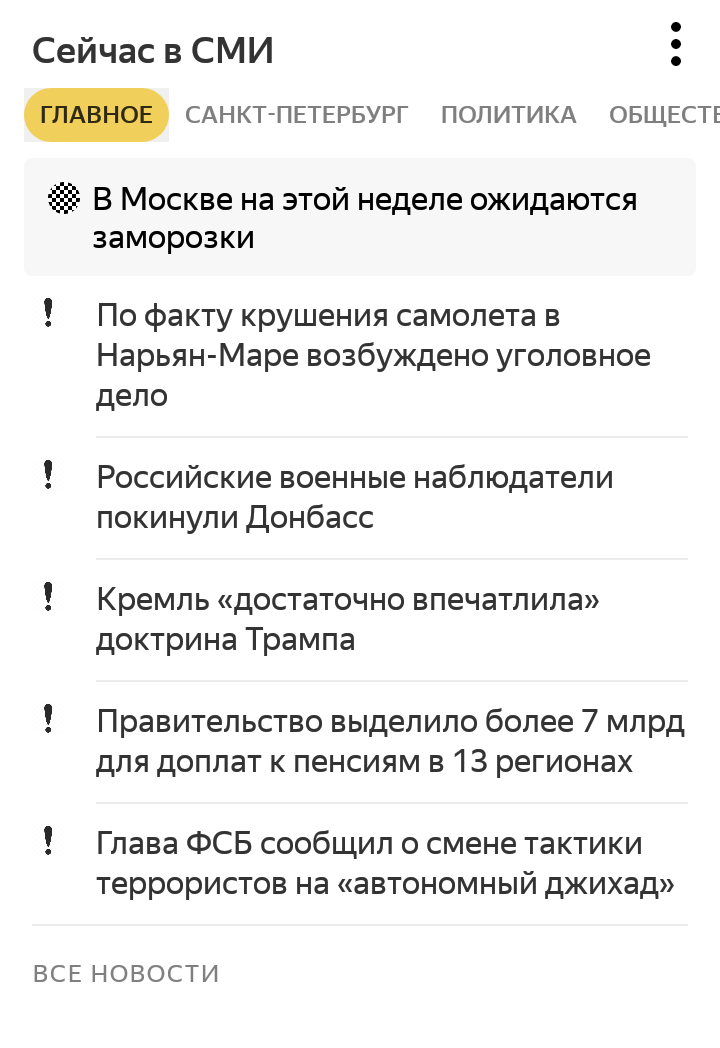 Сейчас в СМИ
ГЛАВНОЕ САНКТ-ПЕТЕРБУРГ ПОЛИТИКА ОБЩЕСТВ
В Москве на этой неделе ожидаются
заморозки
По факту крушения самолета в
Нарьян-Маре возбуждено уголовное
дело
Российские военные наблюдатели
покинули Донбасс
Кремль «достаточно впечатлила»
доктрина Трампа
Правительство выделило более 7 млрд
для доплат к пенсиям в 13 регионах
Глава ФСБ сообщил о смене тактики
террористов на «автономный джихад»
ВСЕ НОВОСТИ